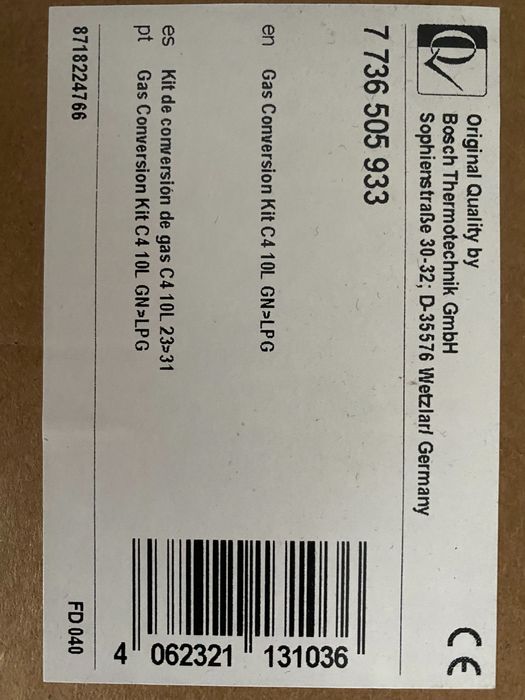 Original Quality by
Bosch Thermotechnik GmbH
Sophienstraße 30-32; D-35576 Wetzlar/ Germany
CE
7 736 505 933
en Gas Conversion Kit C4 10L GN>LPG
es Kit de conversión de gas C4 10L 23>31
pt Gas Conversion Kit C4 10L GN>LPG
4 062321 131036
8718224766 FD 040